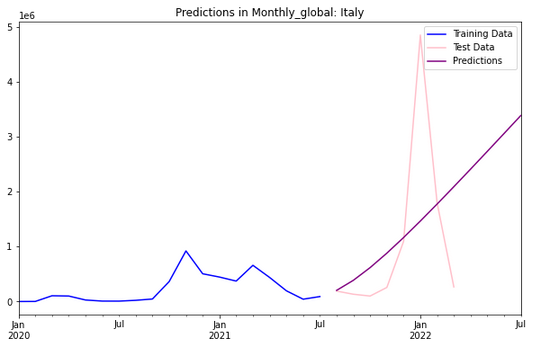 Predictions in Monthly_global: Italy
1e6
Training Data
Test Data
Predictions
5
4
3
2
1
0
Jan Jul Jan Jul Jan Jul
2020 2021 2022